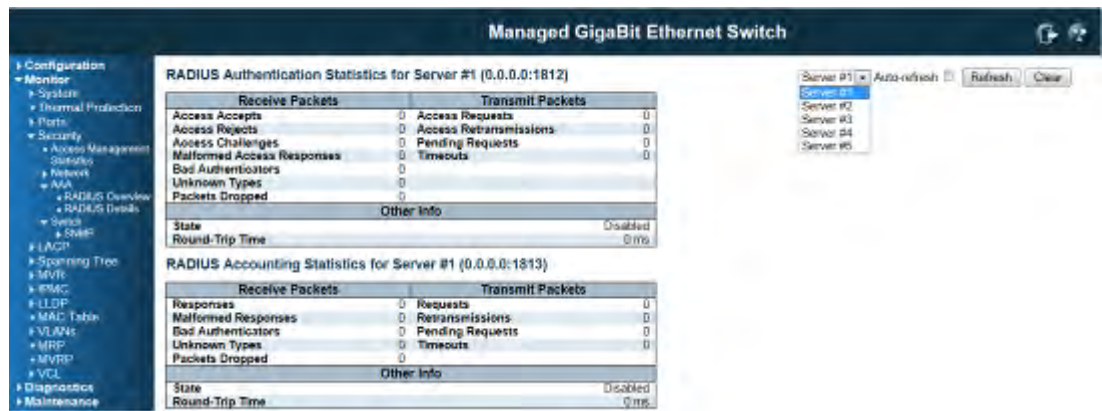 Managed GigaBit Ethernet Switch
Configuration
Monitor
System
Thermal Protection
Ports
Security
Access Management
Statistics
Network
AAA
RADIUS Overview
RADIUS Details
Switch
SNMP
LACP
Spanning Tree
MVR
IPMC
LLDP
MAC Table
VLANs
MRP
MVRP
VCL
Diagnostics
Maintenance
RADIUS Authentication Statistics for Server #1 (0.0.0.0:1812)
Server #1 Auto-refresh Refresh Clear
Server #1
Server #2
Server #3
Server #4
Server #5
Receive Packets Transmit Packets
Access Accepts 0 Access Requests 0
Access Rejects 0 Access Retransmissions 0
Access Challenges 0 Pending Requests 0
Malformed Access Responses 0 Timeouts 0
Bad Authenticators 0
Unknown Types 0
Packets Dropped 0
Other Info
State Disabled
Round-Trip Time 0 ms
RADIUS Accounting Statistics for Server #1 (0.0.0.0:1813)
Receive Packets Transmit Packets
Responses 0 Requests 0
Malformed Responses 0 Retransmissions 0
Bad Authenticators 0 Pending Requests 0
Unknown Types 0 Timeouts 0
Packets Dropped 0
Other Info
State Disabled
Round-Trip Time 0 ms